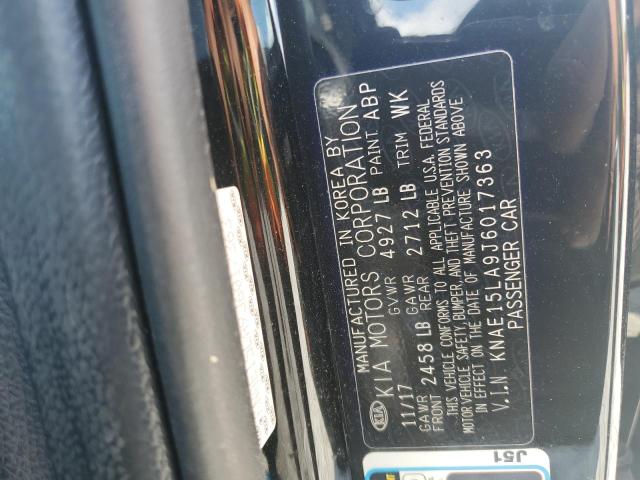 MANUFACTURED IN KOREA BY
KIA KIA MOTORS CORPORATION
11/17 GVWR 4927 LB PAINT ABP
GAWR FRONT 2458 LB GAWR REAR 2712 LB TRIM WK
THIS VEHICLE CONFORMS TO ALL APPLICABLE U.S.A. FEDERAL
MOTOR VEHICLE SAFETY, BUMPER, AND THEFT PREVENTION STANDARDS
IN EFFECT ON THE DATE OF MANUFACTURE SHOWN ABOVE
V.I.N KNAE15LA9J6017363
PASSENGER CAR
J51